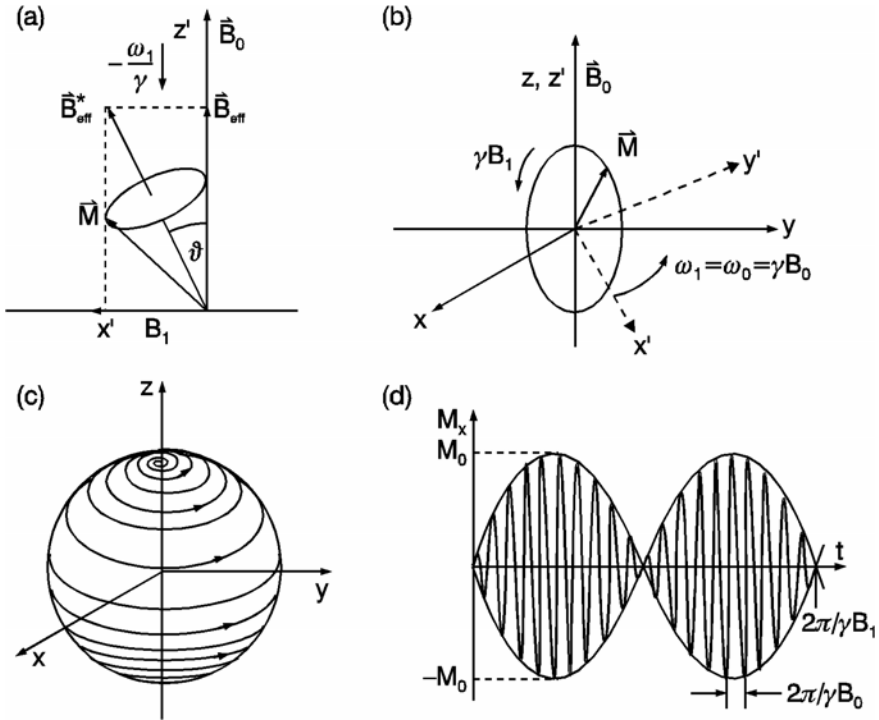 (a)
z'
B⃗₀
−ω₁/γ
B⃗*eff
B⃗eff
M⃗
ϑ
x'
B₁
(b)
z, z'
B⃗₀
γB₁
M⃗
y'
y
ω₁=ω₀=γB₀
x
x'
(c)
z
y
x
(d)
Mₓ
M₀
t
2π/γB₁
−M₀
2π/γB₀